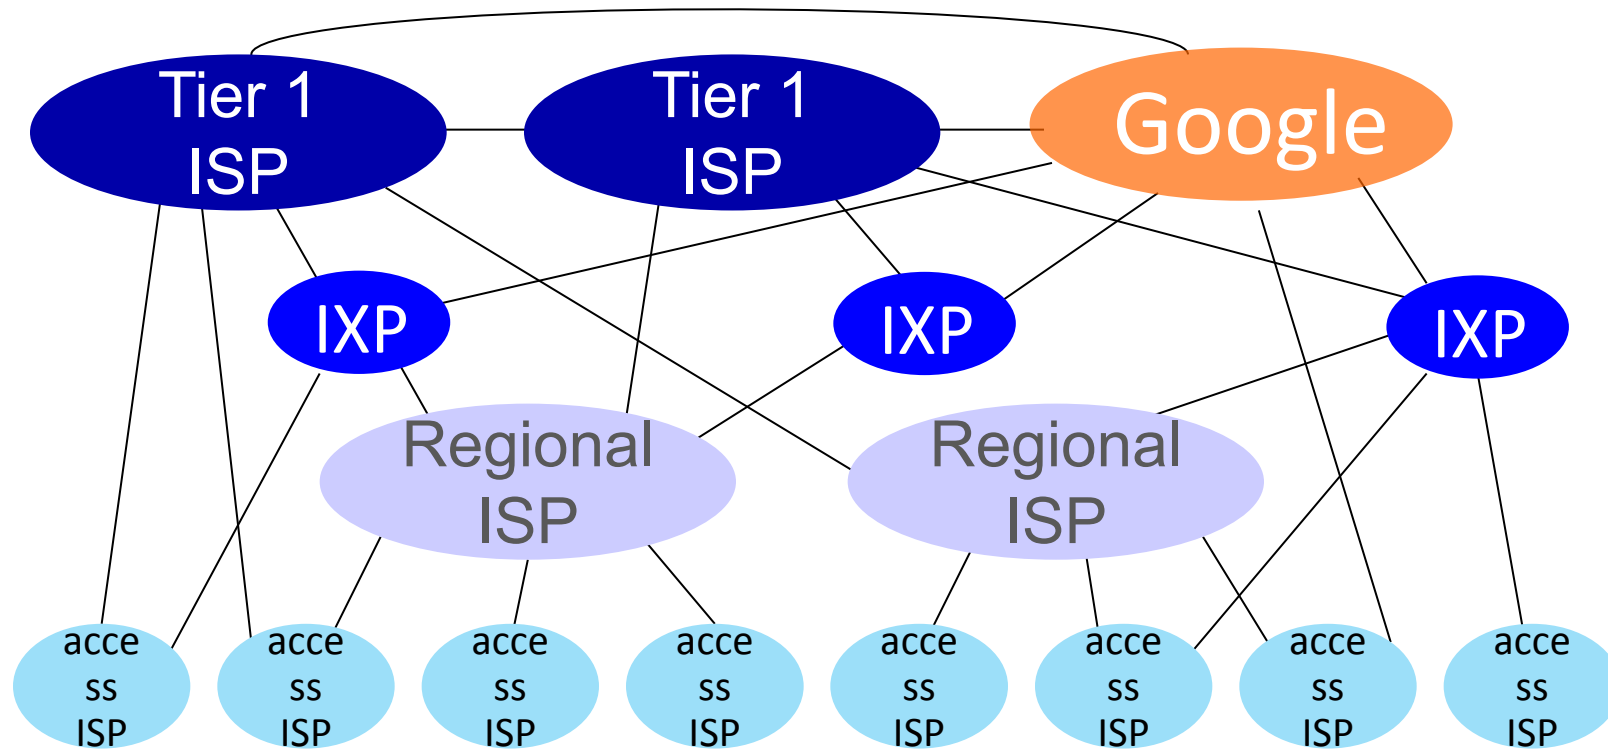 Tier 1
ISP
Tier 1
ISP
Google
IXP
IXP
IXP
Regional
ISP
Regional
ISP
acce
ss
ISP
acce
ss
ISP
acce
ss
ISP
acce
ss
ISP
acce
ss
ISP
acce
ss
ISP
acce
ss
ISP
acce
ss
ISP